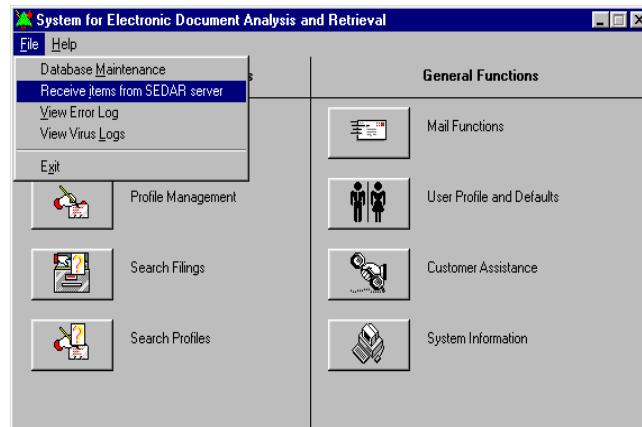 System for Electronic Document Analysis and Retrieval
File Help
Database Maintenance
Receive items from SEDAR server
View Error Log
View Virus Logs
Exit
s
General Functions
Mail Functions
Profile Management
User Profile and Defaults
Search Filings
Customer Assistance
Search Profiles
System Information